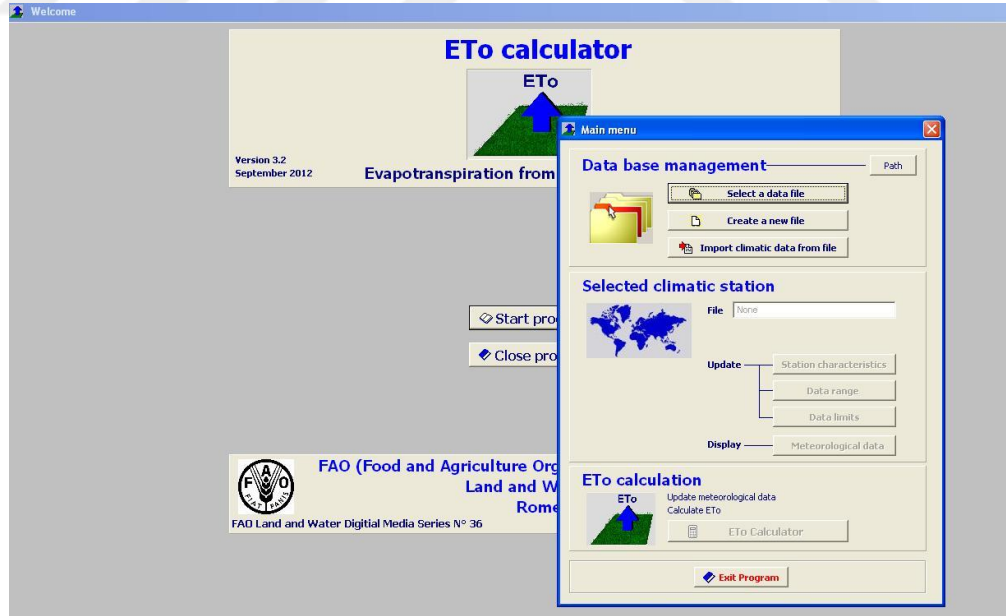 Welcome
ETo calculator
ETo
Version 3.2
September 2012
Evapotranspiration from
Start pro
Close pro
FAO (Food and Agriculture Org
Land and W
Rome
FAO
FIAT PANIS
FAO Land and Water Digitial Media Series N° 36
Main menu
Data base management
Path
Select a data file
Create a new file
Import climatic data from file
Selected climatic station
File None
Update
Station characteristics
Data range
Data limits
Display
Meteorological data
ETo calculation
ETo
Update meteorological data
Calculate ETo
ETo Calculator
Exit Program